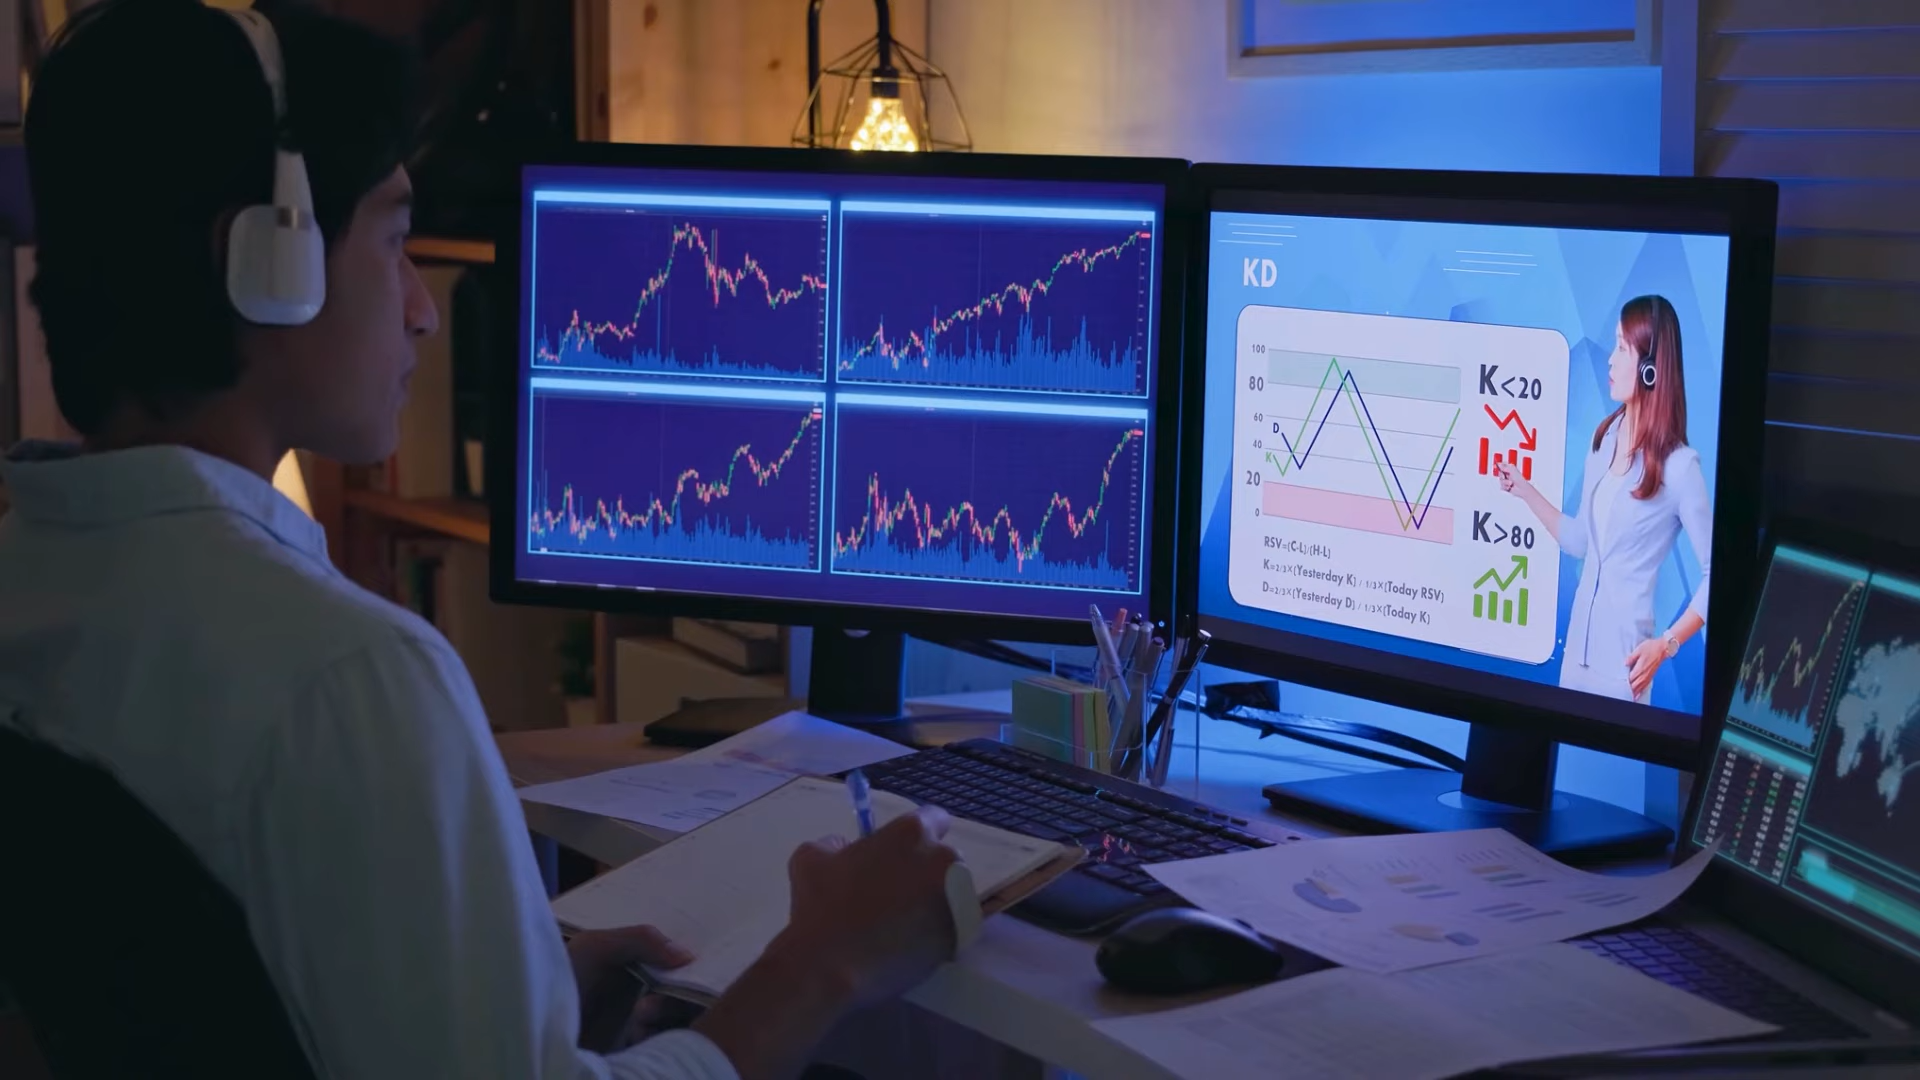 KD
100
80
60
40
20
0
D
K
K<20
K>80
RSV=(C-L)/(H-L)
K=2/3×(Yesterday K) / 1/3×(Today RSV)
D=2/3×(Yesterday D) / 1/3×(Today K)